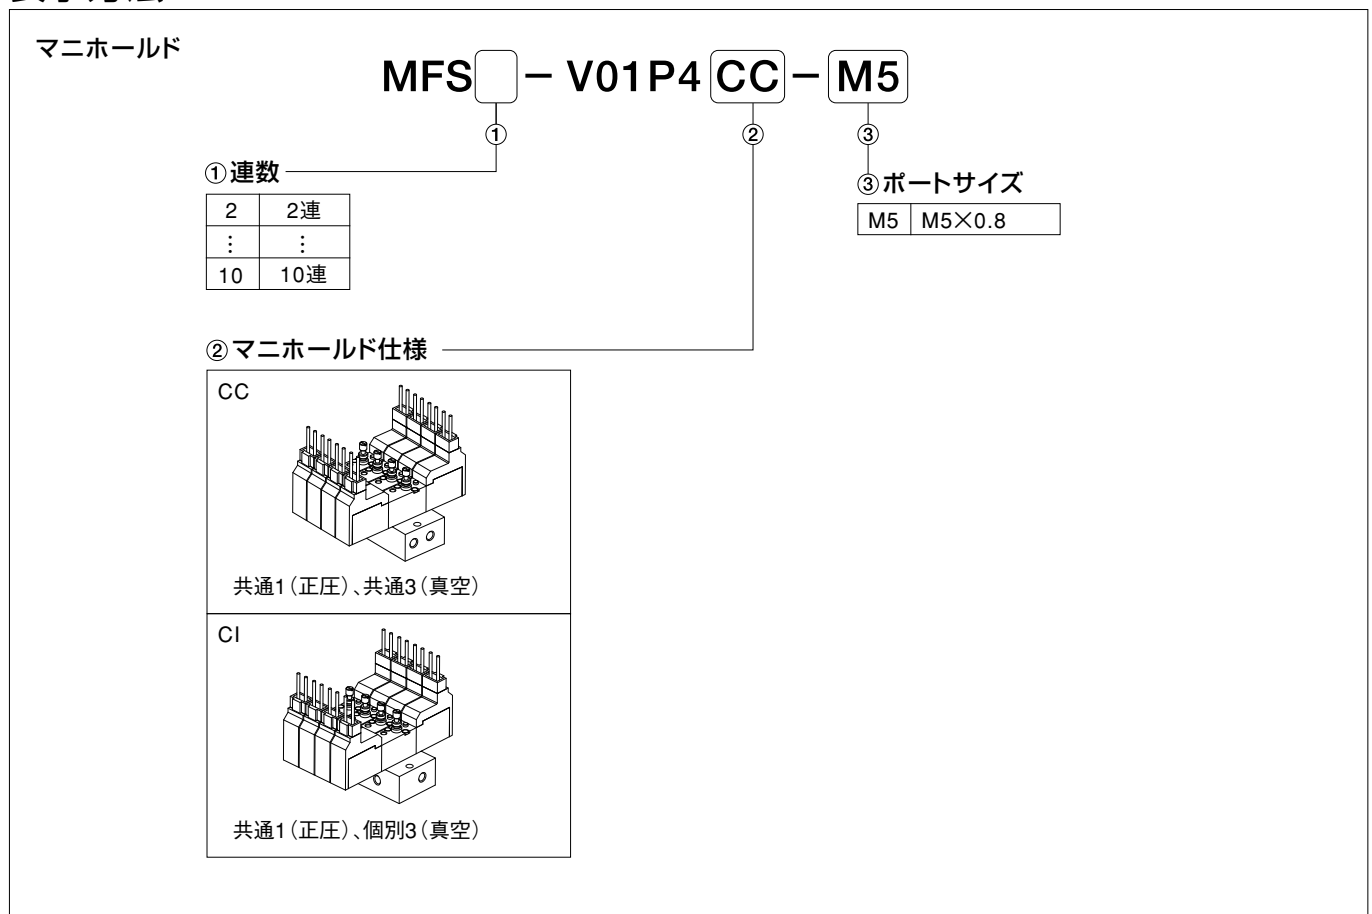 マニホールド
MFS□－V01P4 CC－M5
①
②
③
①連数
2 2連
⋮ ⋮
10 10連
③ポートサイズ
M5 M5×0.8
②マニホールド仕様
CC
共通1（正圧）、共通3（真空）
CI
共通1（正圧）、個別3（真空）